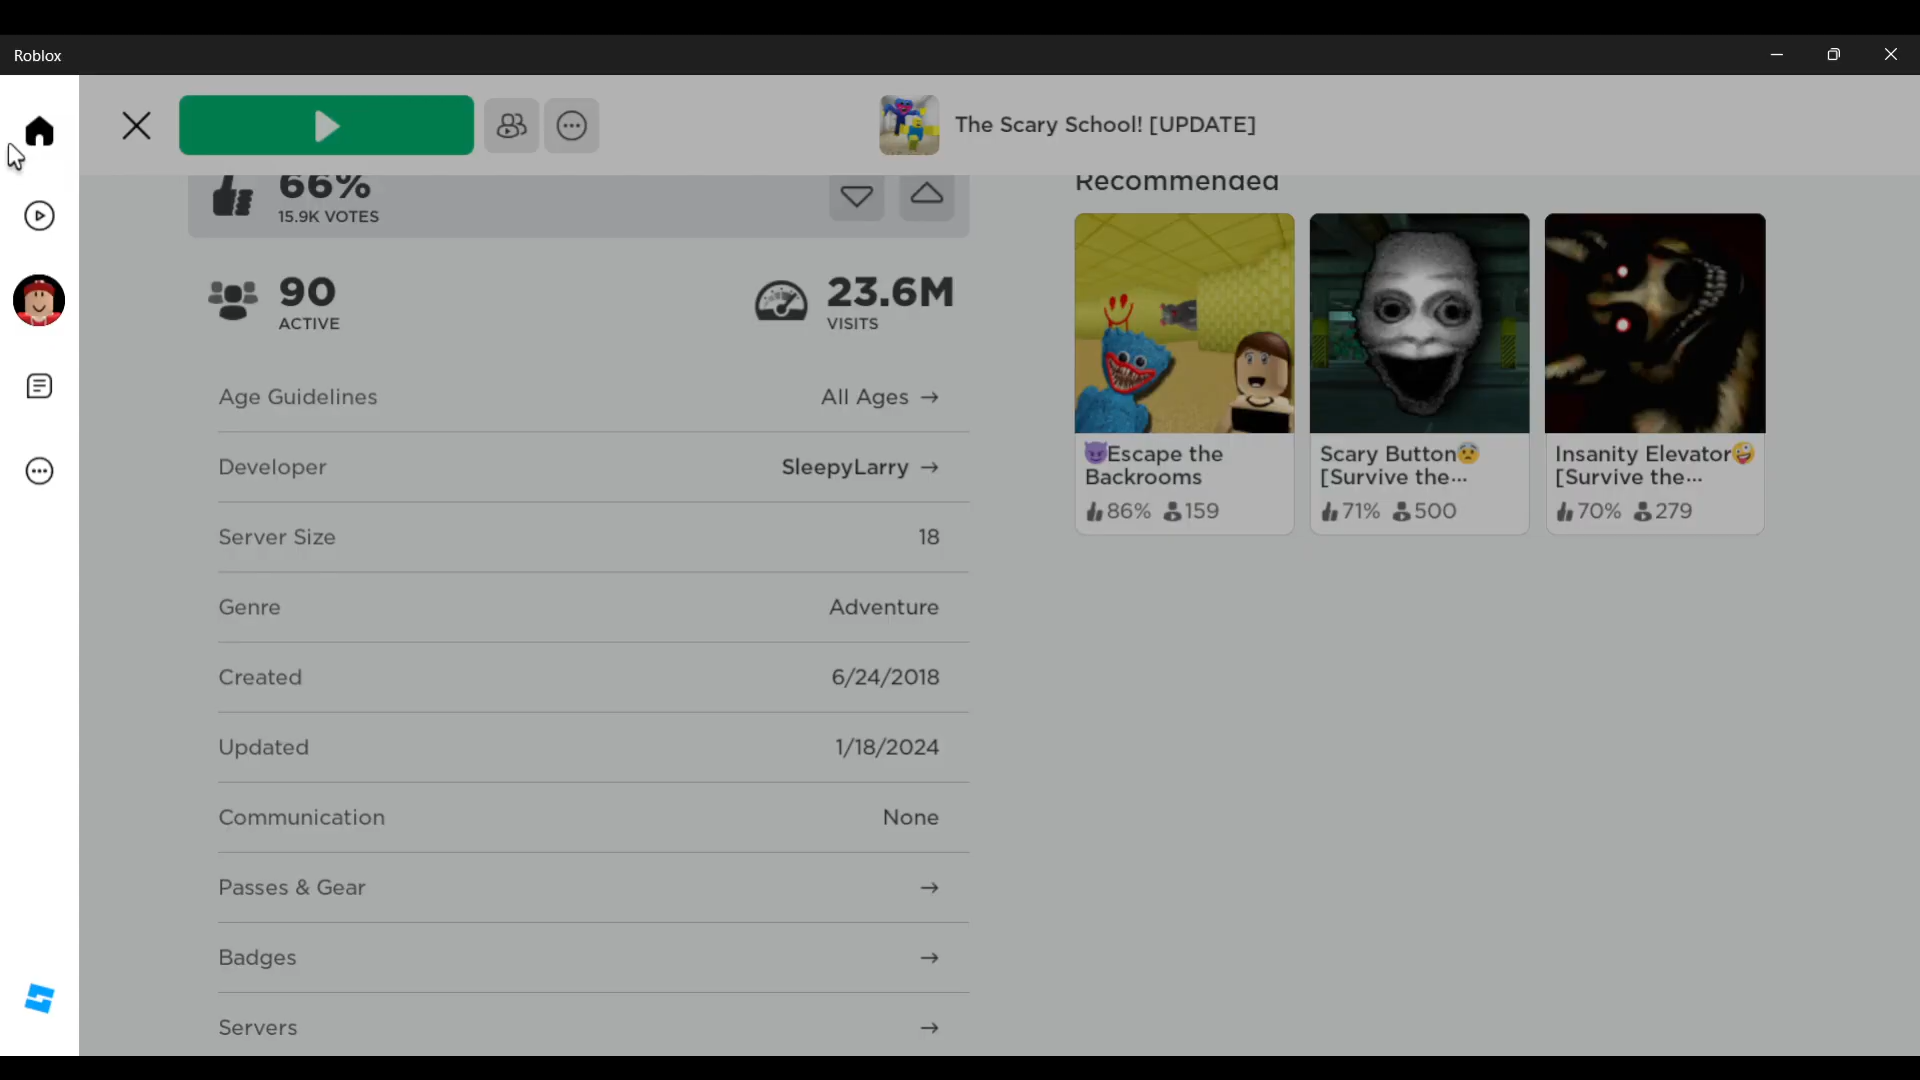 Roblox
The Scary School! [UPDATE]
66%
15.9K VOTES
90
ACTIVE
23.6M
VISITS
Age Guidelines
All Ages →
Developer
SleepyLarry →
Server Size
18
Genre
Adventure
Created
6/24/2018
Updated
1/18/2024
Communication
None
Passes & Gear →
Badges →
Servers →
Recommended
😈Escape the
Backrooms
86% 159
Scary Button😟
[Survive the...
71% 500
Insanity Elevator🤪
[Survive the...
70% 279